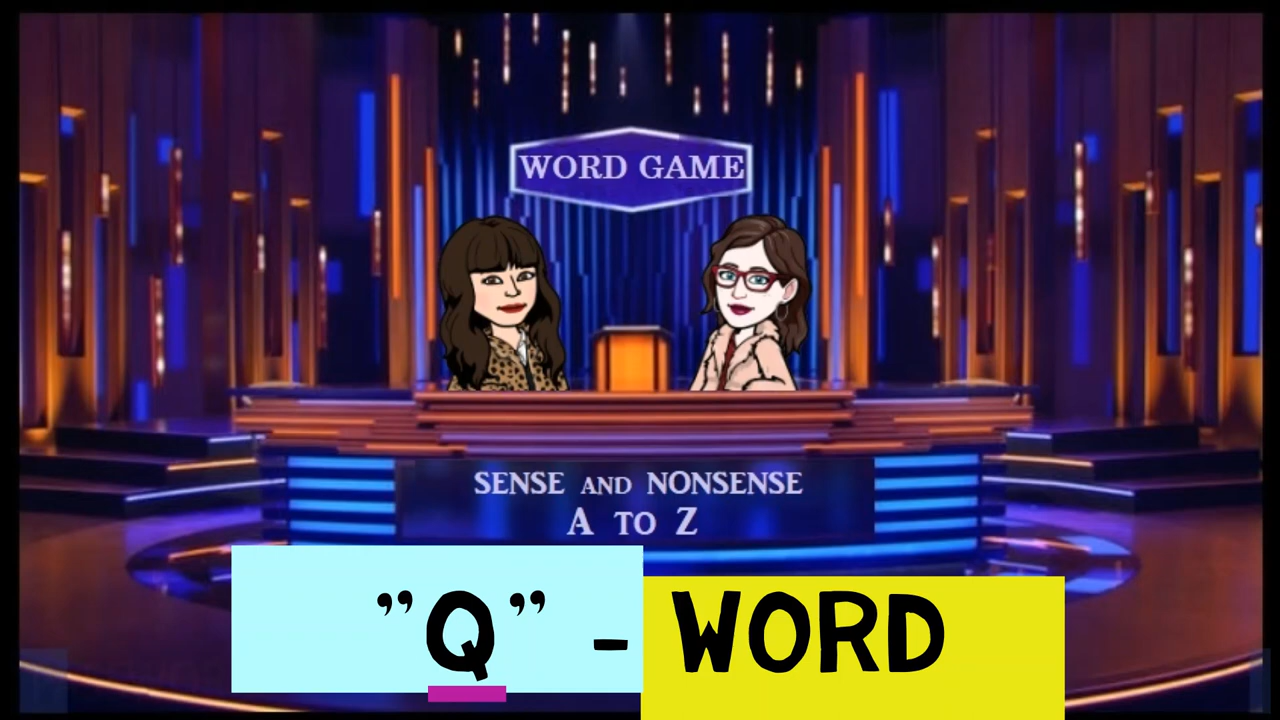 WORD GAME
SENSE AND NONSENSE
A TO Z
”Q” - WORD